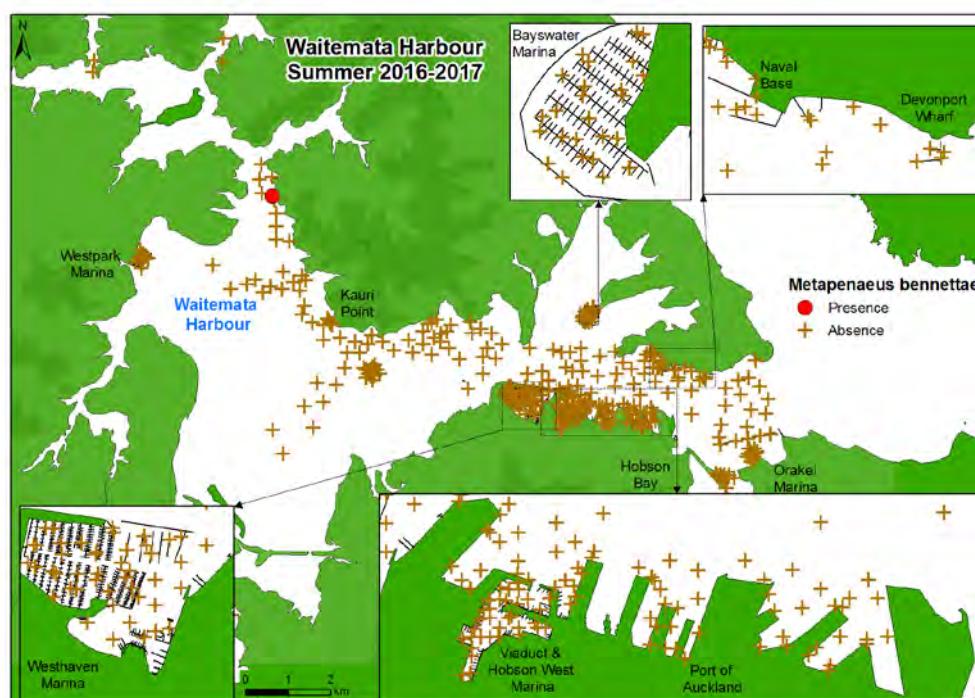 N
Waitemata Harbour
Summer 2016-2017
Bayswater
Marina
Naval
Base
Devonport
Wharf
Westpark
Marina
Waitemata
Harbour
Kauri
Point
Metapenaeus bennettae
Presence
Absence
Hobson
Bay
Orakei
Marina
Westhaven
Marina
0 1 2
km
Viaduct &
Hobson West
Marina
Port of
Auckland